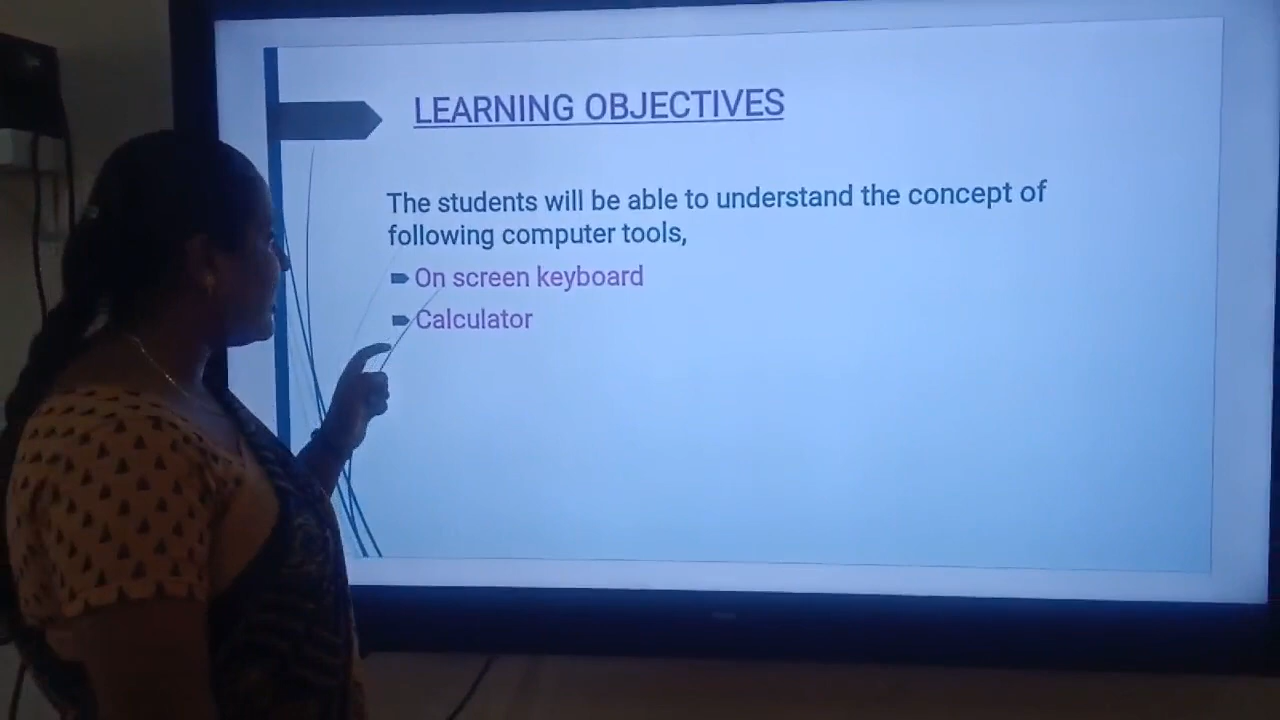 LEARNING OBJECTIVES
The students will be able to understand the concept of
following computer tools,
On screen keyboard
Calculator